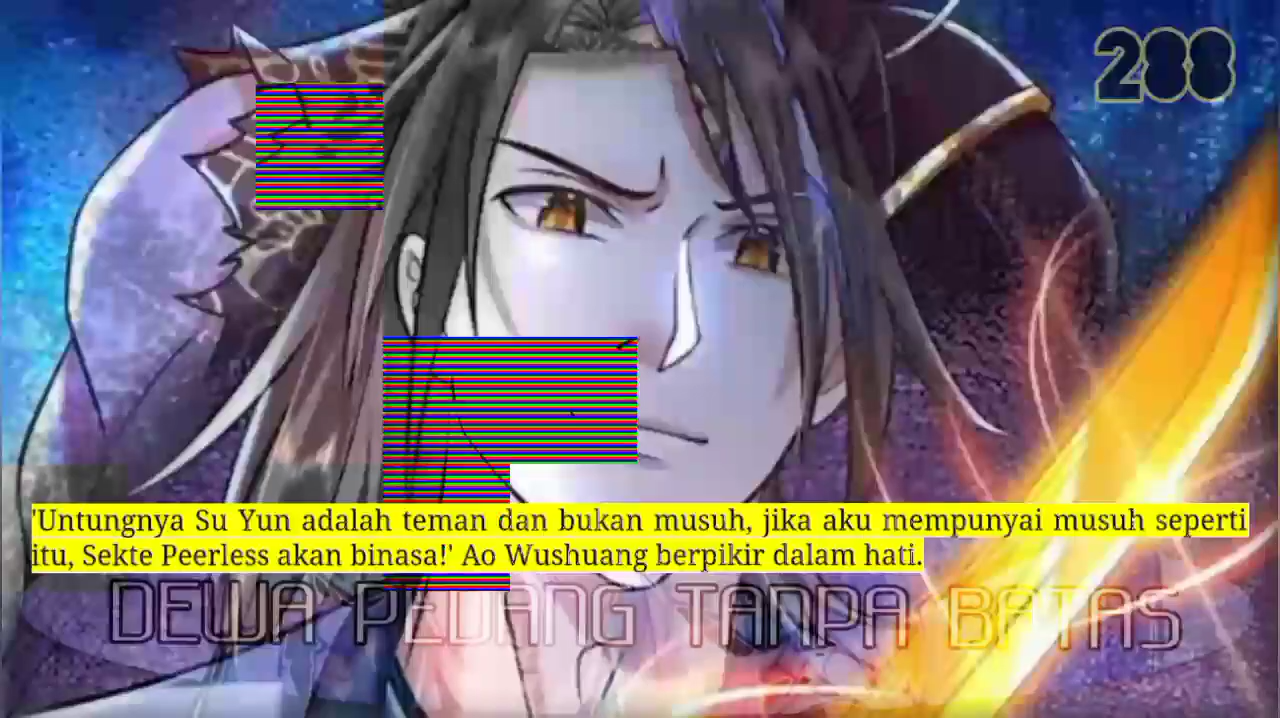 288
'Untungnya Su Yun adalah teman dan bukan musuh, jika aku mempunyai musuh seperti
itu, Sekte Peerless akan binasa!' Ao Wushuang berpikir dalam hati.
DEWA PEDANG TANPA BATAS